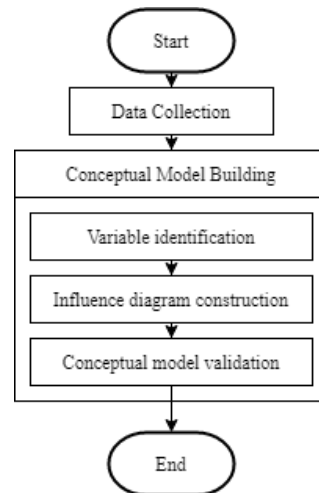 Start
Data Collection
Conceptual Model Building
Variable identification
Influence diagram construction
Conceptual model validation
End